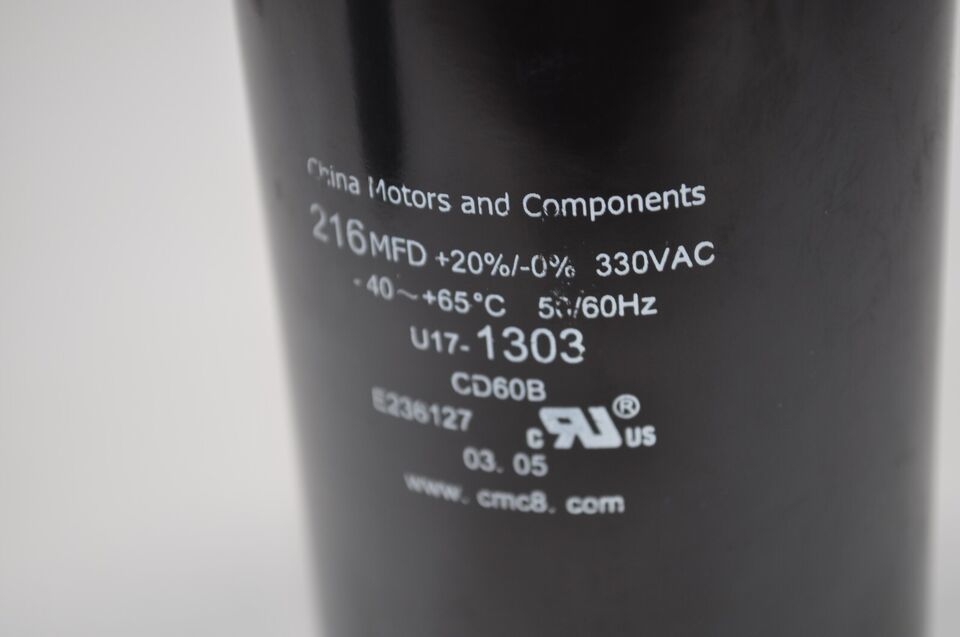 China Motors and Components
216MFD +20%/-0% 330VAC
-40~+65°C 50/60Hz
U17-1303
CD60B
E236127 c RU® US
03.05
www.cmc8.com